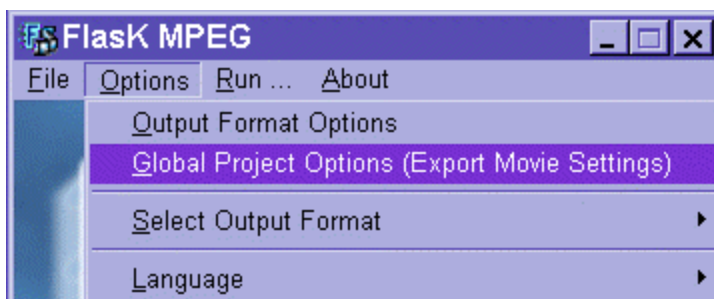 FlasK MPEG
File Options Run ... About
Output Format Options
Global Project Options (Export Movie Settings)
Select Output Format
Language